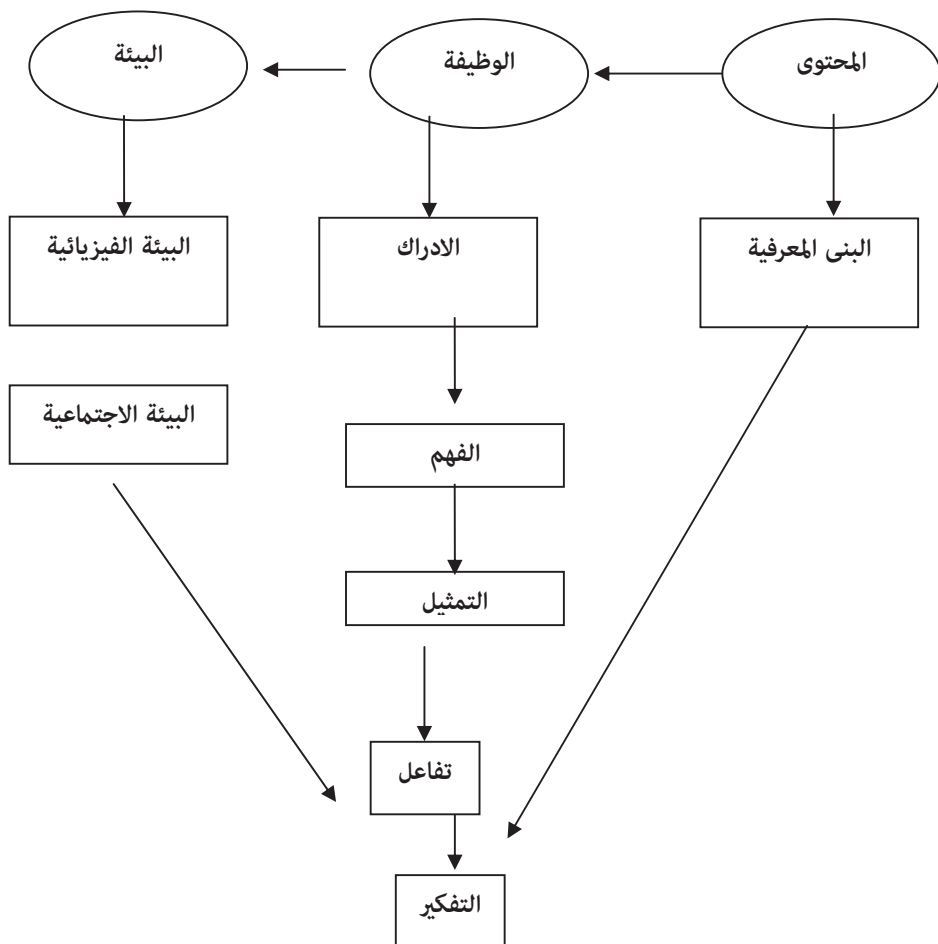 المحتوى
الوظيفة
البيئة
البنى المعرفية
الادراك
البيئة الفيزيائية
البيئة الاجتماعية
الفهم
التمثيل
تفاعل
التفكير